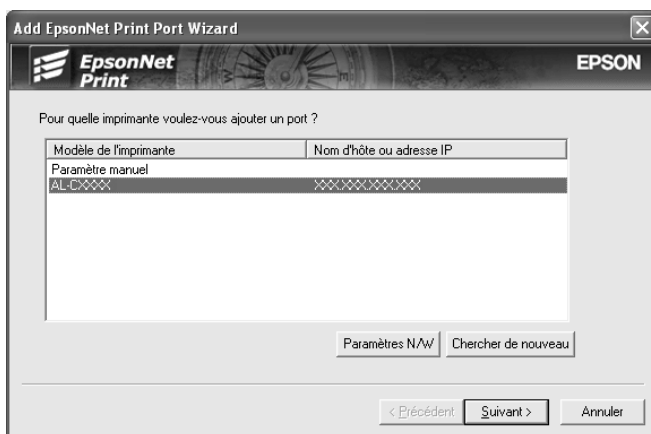 Add EpsonNet Print Port Wizard
EpsonNet
Print
EPSON
Pour quelle imprimante voulez-vous ajouter un port ?
Modèle de l'imprimante Nom d'hôte ou adresse IP
Paramètre manuel
AL-CXXXX XXX.XXX.XXX.XXX
Paramètres N/W Chercher de nouveau
< Précédent Suivant > Annuler